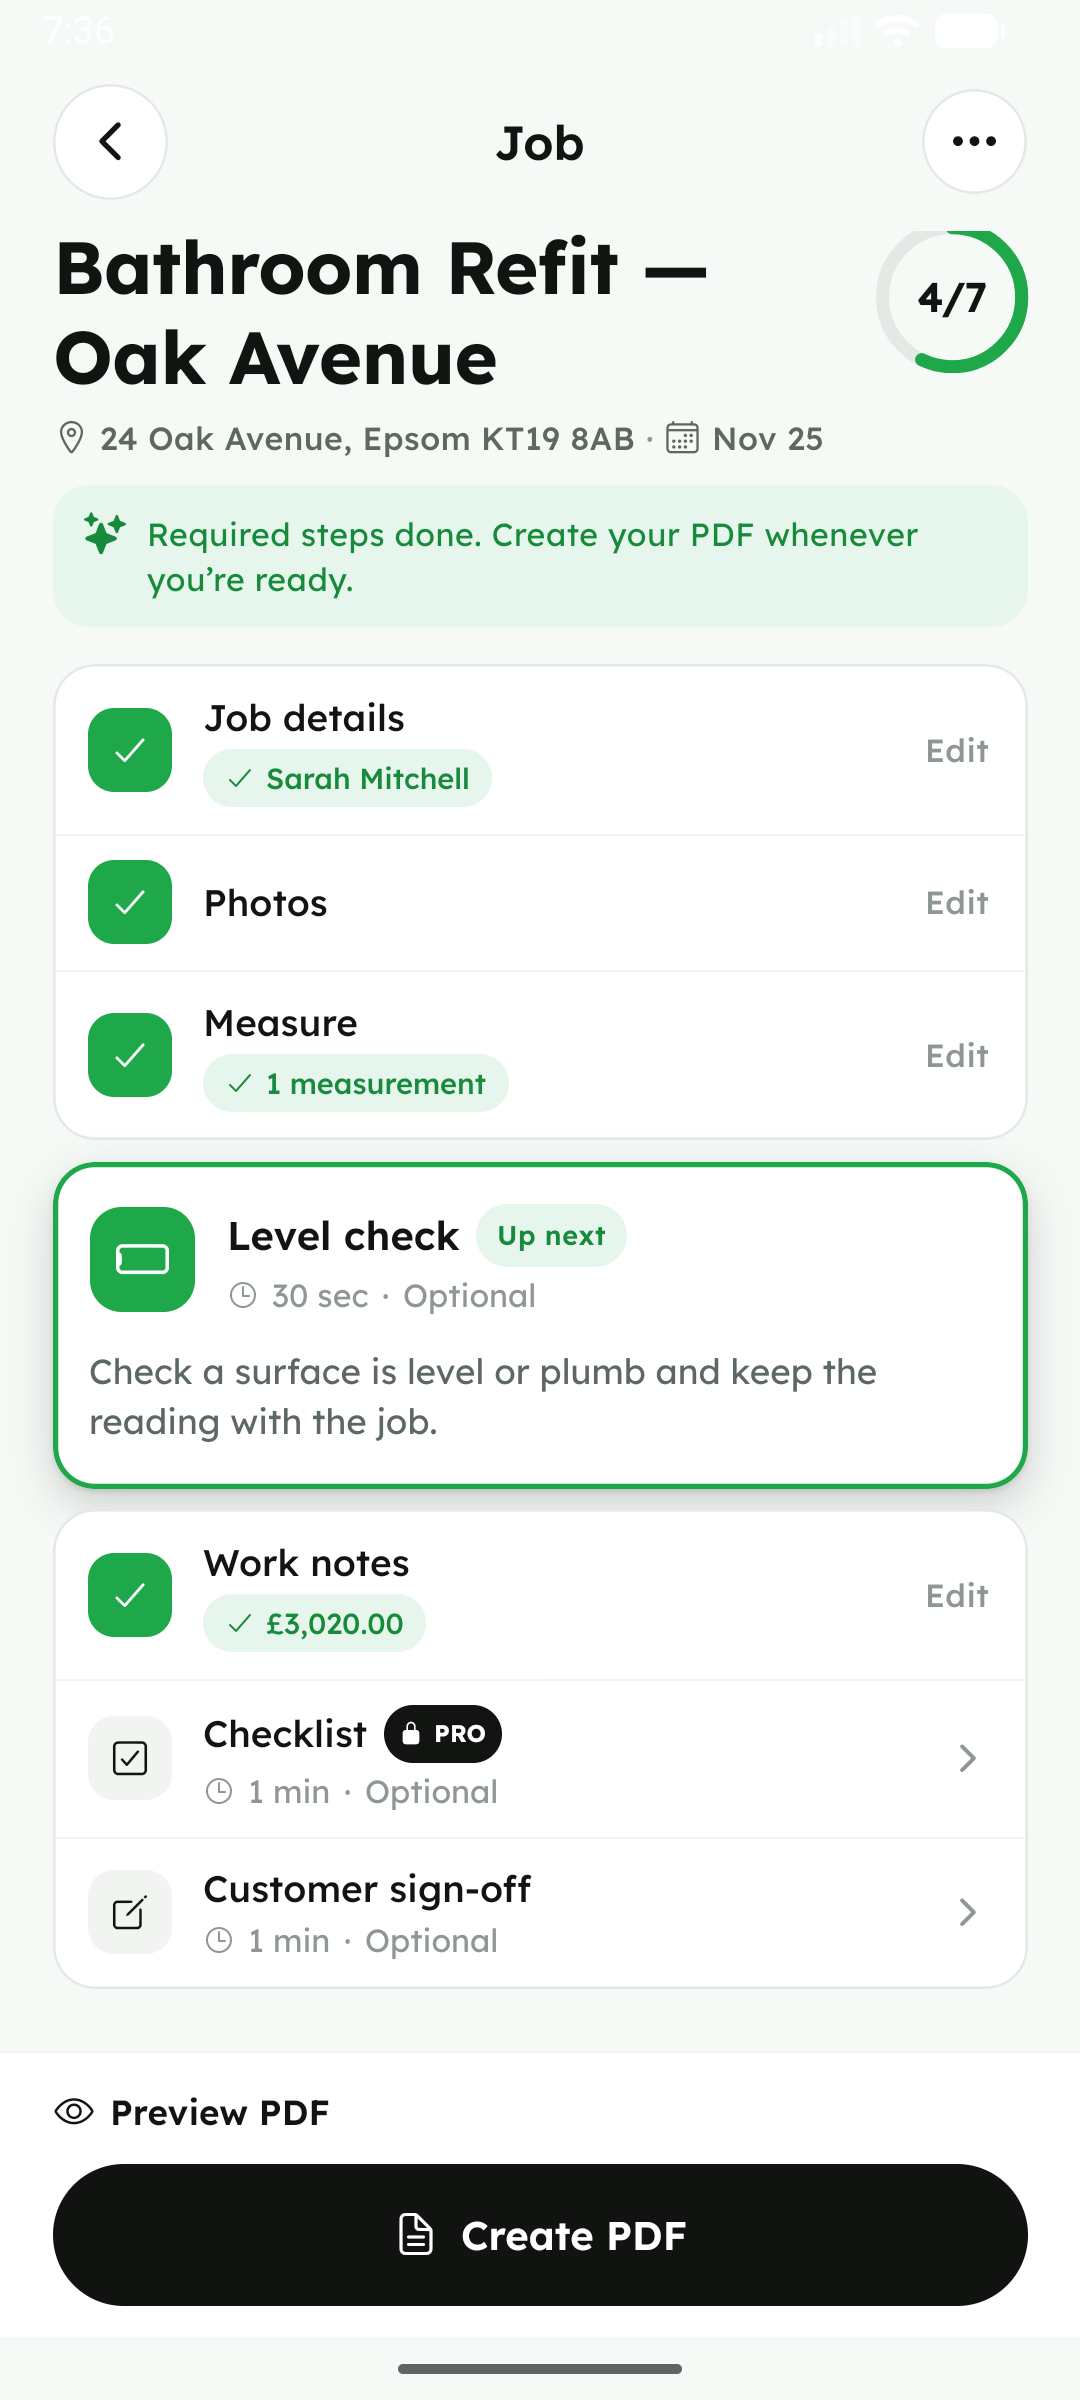 7:36
Job
Bathroom Refit —
Oak Avenue
4/7
24 Oak Avenue, Epsom KT19 8AB · Nov 25
Required steps done. Create your PDF whenever
you’re ready.
Job details
Sarah Mitchell
Edit
Photos
Edit
Measure
1 measurement
Edit
Level check
Up next
30 sec · Optional
Check a surface is level or plumb and keep the
reading with the job.
Work notes
£3,020.00
Edit
Checklist
PRO
1 min · Optional
Customer sign-off
1 min · Optional
Preview PDF
Create PDF